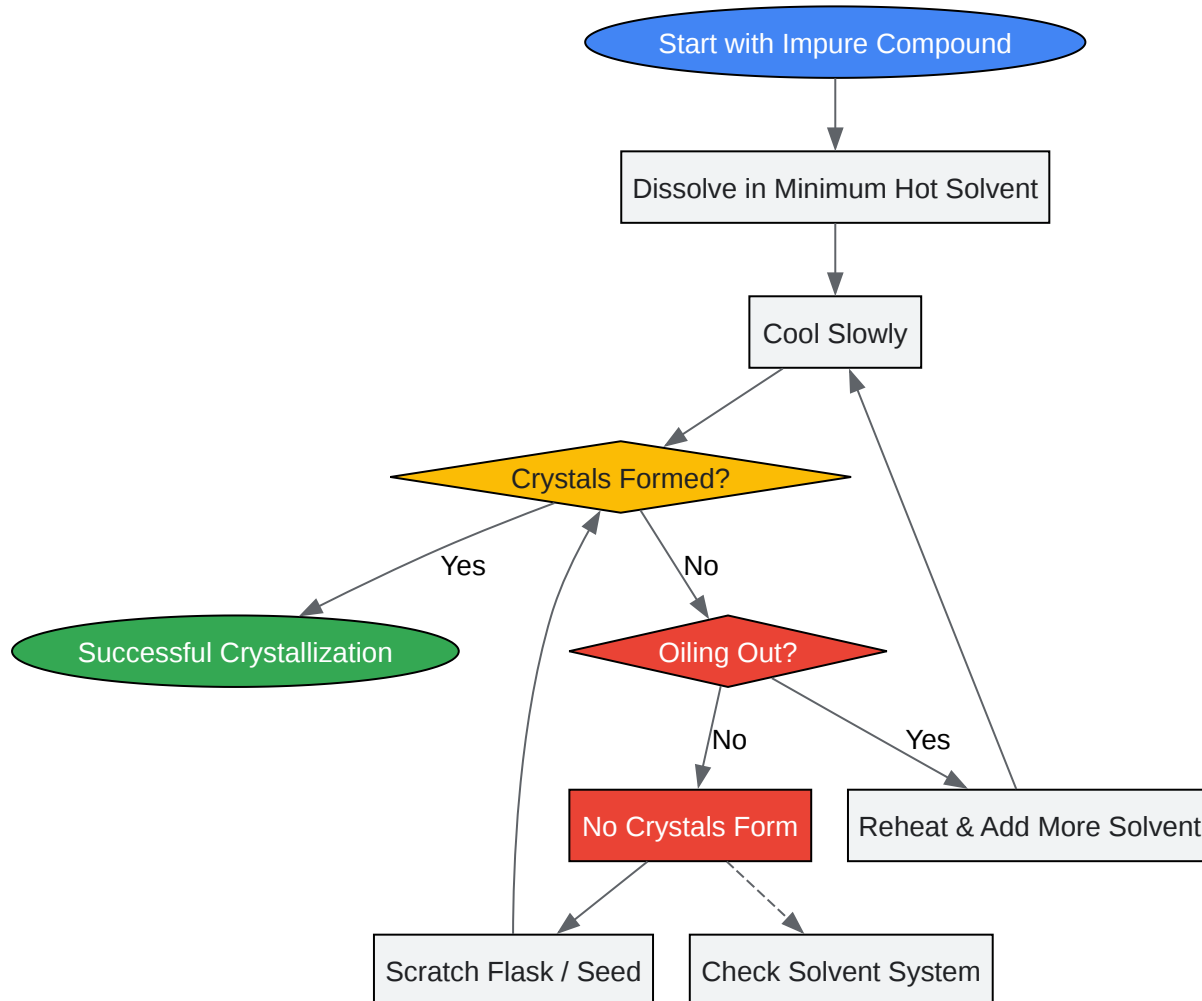 Start with Impure Compound
Dissolve in Minimum Hot Solvent
Cool Slowly
Crystals Formed?
Yes
No
Successful Crystallization
Oiling Out?
No
Yes
No Crystals Form
Reheat & Add More Solvent
Scratch Flask / Seed
Check Solvent System